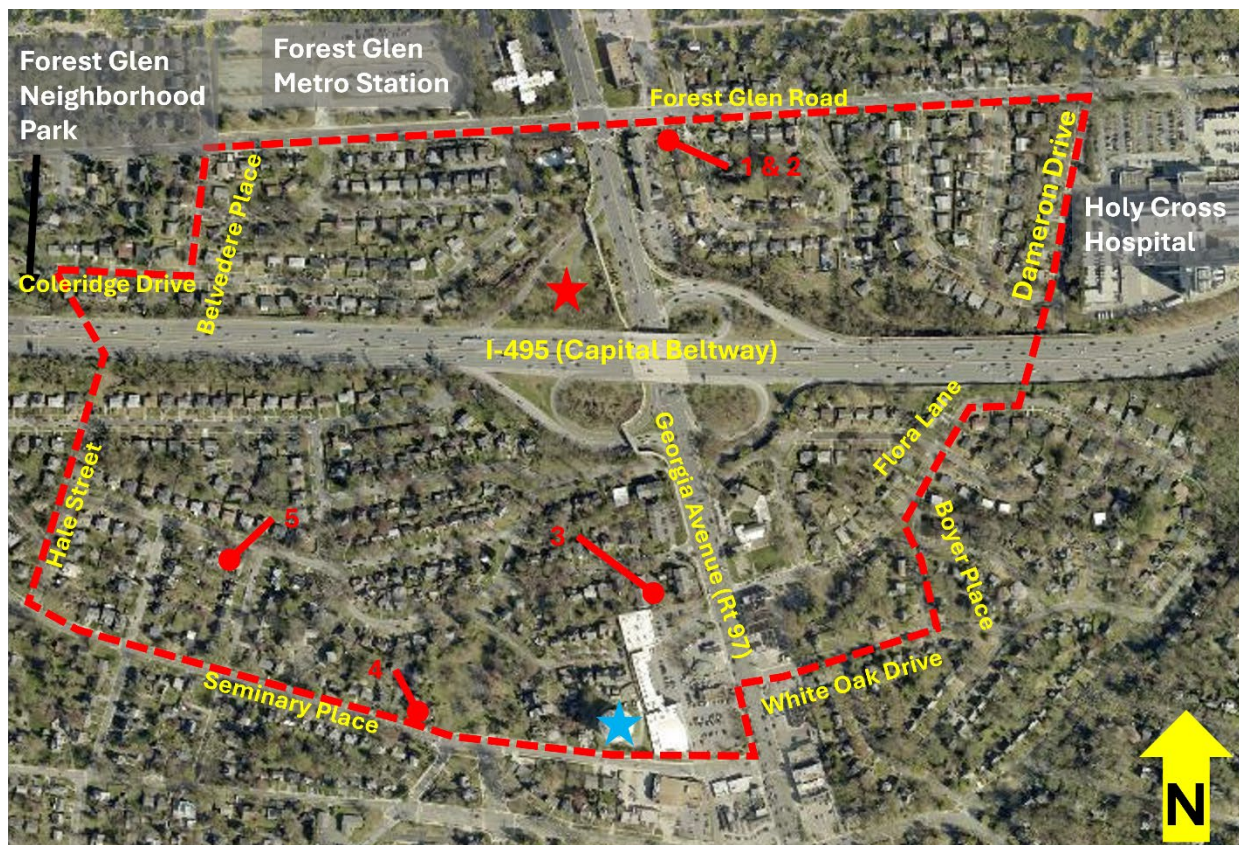 Forest Glen
Neighborhood
Park
Forest Glen
Metro Station
Forest Glen Road
1 & 2
Belvedere Place
Dameron Drive
Holy Cross
Hospital
Coleridge Drive
I-495 (Capital Beltway)
Flora Lane
Georgia Avenue (Rt 97)
Hale Street
5
3
Boyer Place
4
Seminary Place
White Oak Drive
N